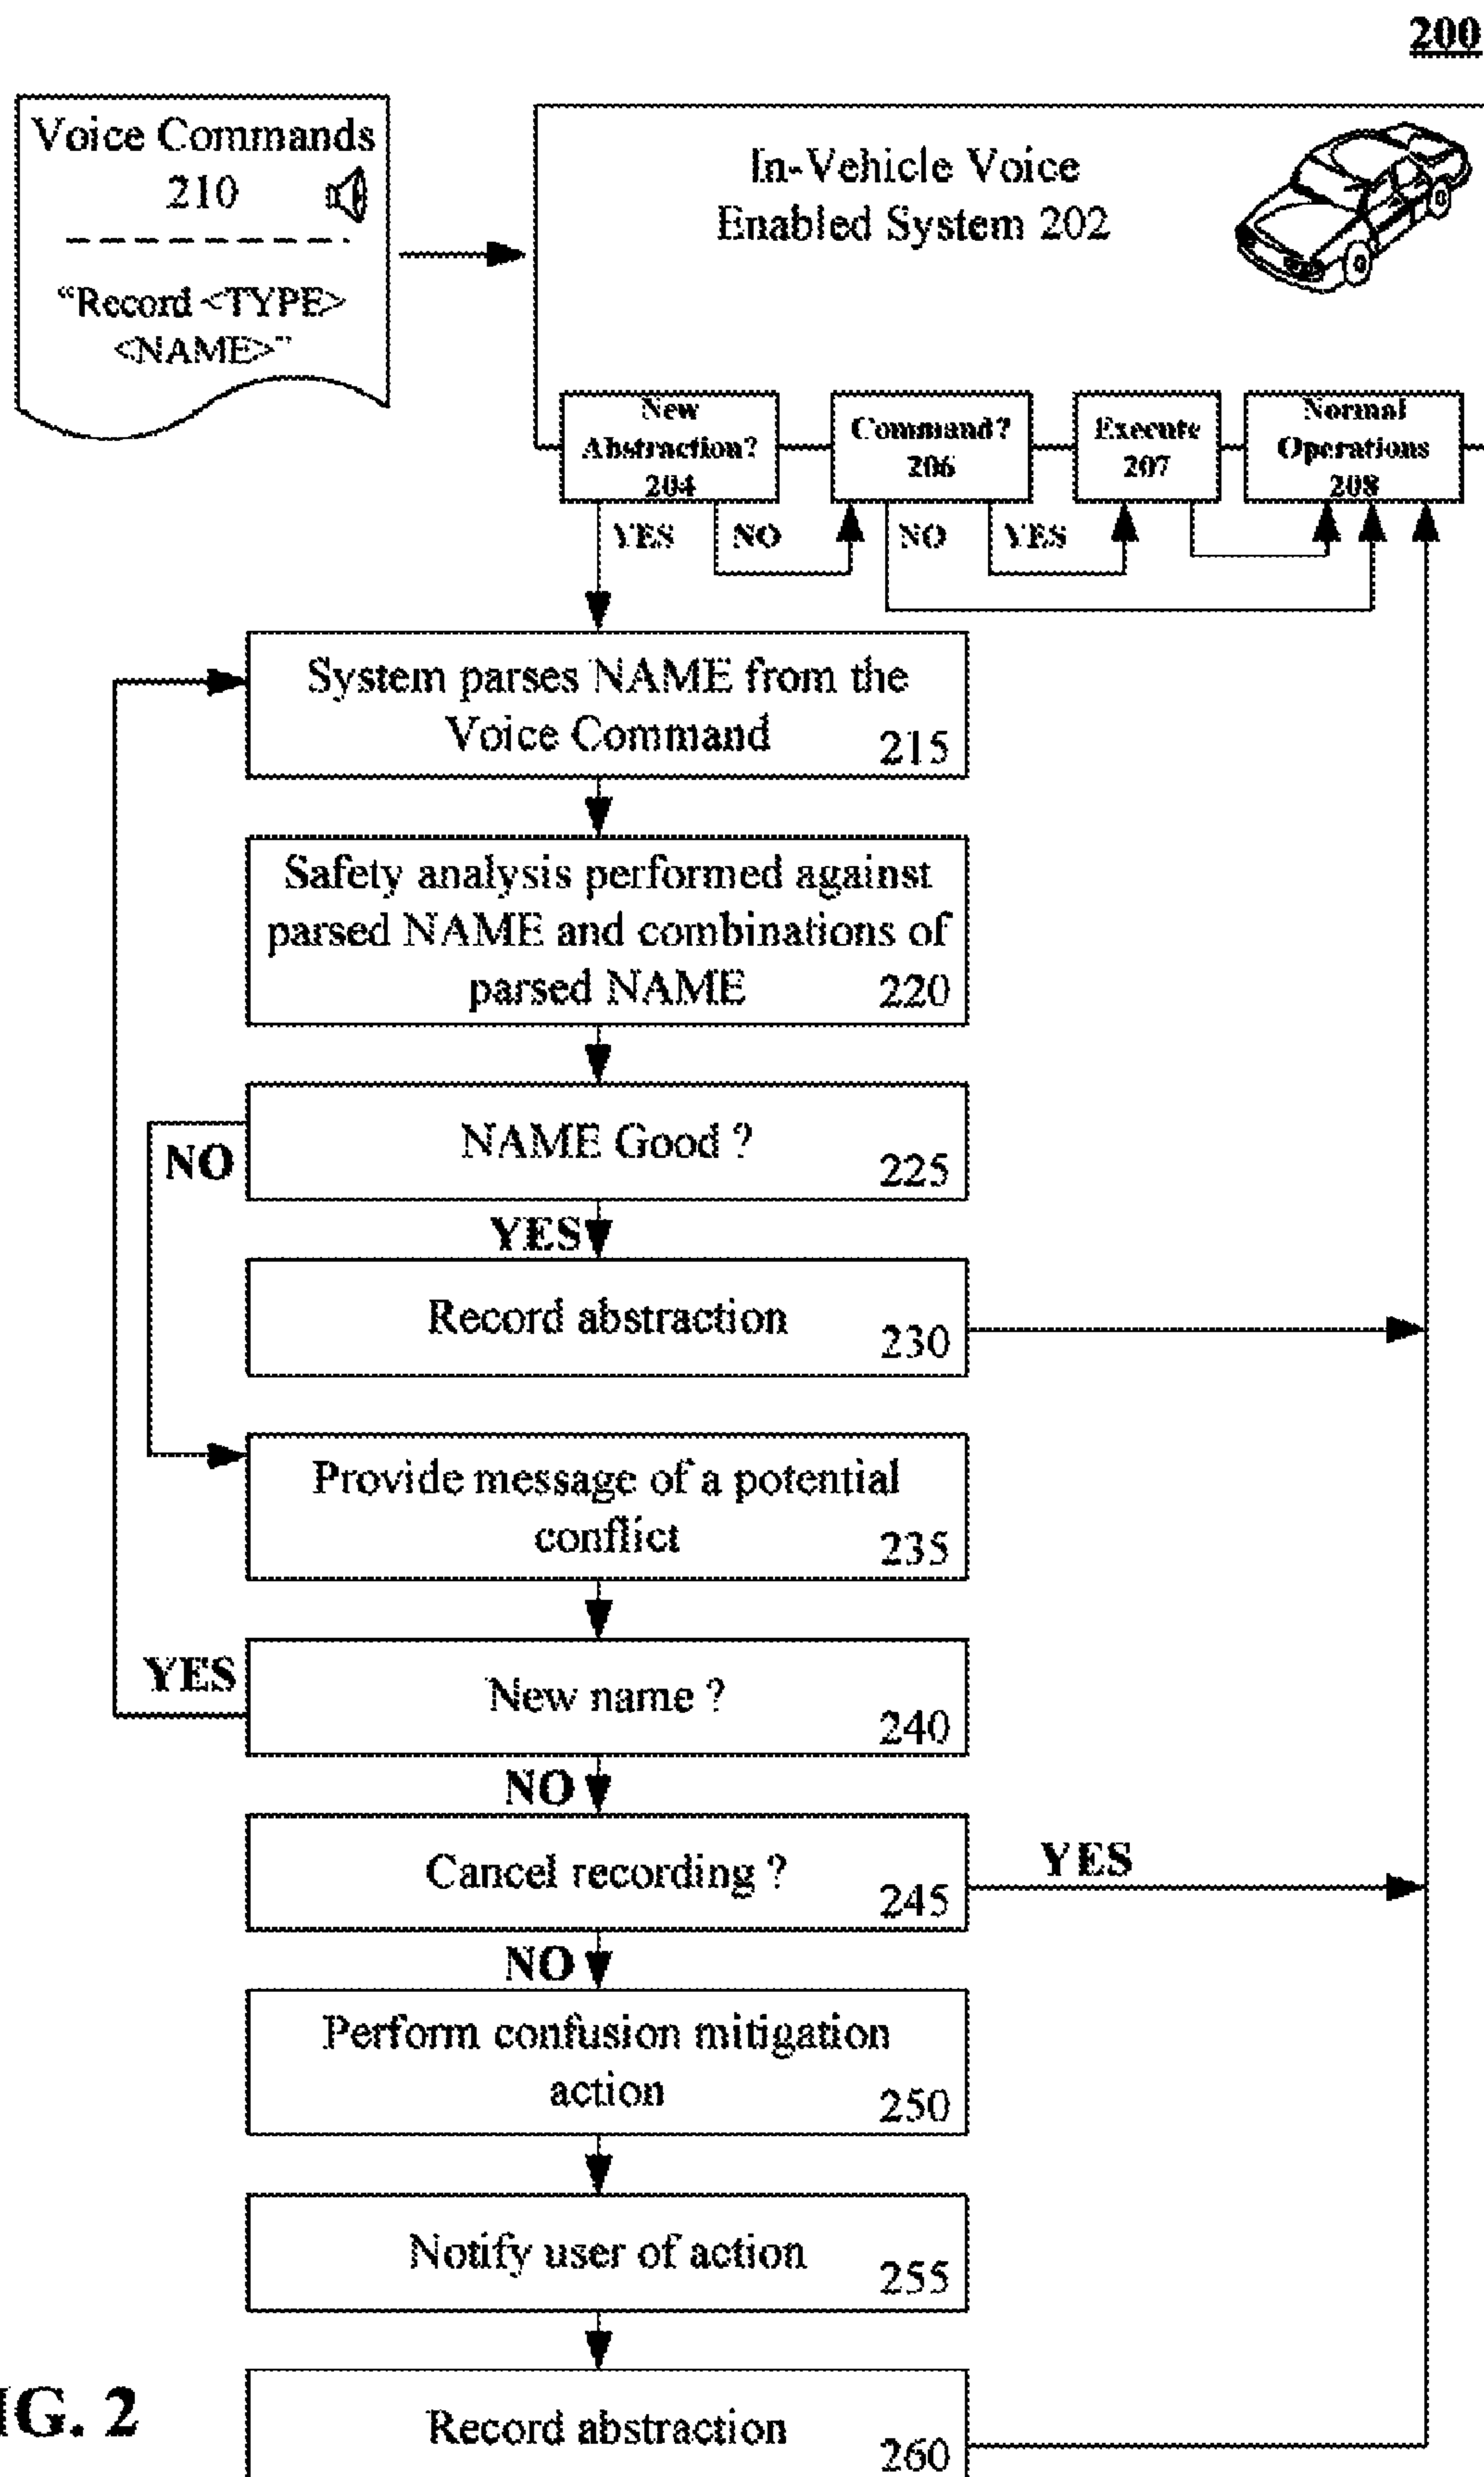 200
Voice Commands
210
“Record <TYPE>
<NAME>”
In-Vehicle Voice
Enabled System 202
New
Abstraction?
204
Command?
206
Execute
207
Normal
Operations
208
YES
NO
NO
YES
System parses NAME from the
Voice Command
215
Safety analysis performed against
parsed NAME and combinations of
parsed NAME
220
NAME Good ?
225
NO
YES
Record abstraction
230
Provide message of a potential
conflict
235
New name ?
240
YES
NO
Cancel recording ?
245
YES
NO
Perform confusion mitigation
action
250
Notify user of action
255
Record abstraction
260
IG. 2